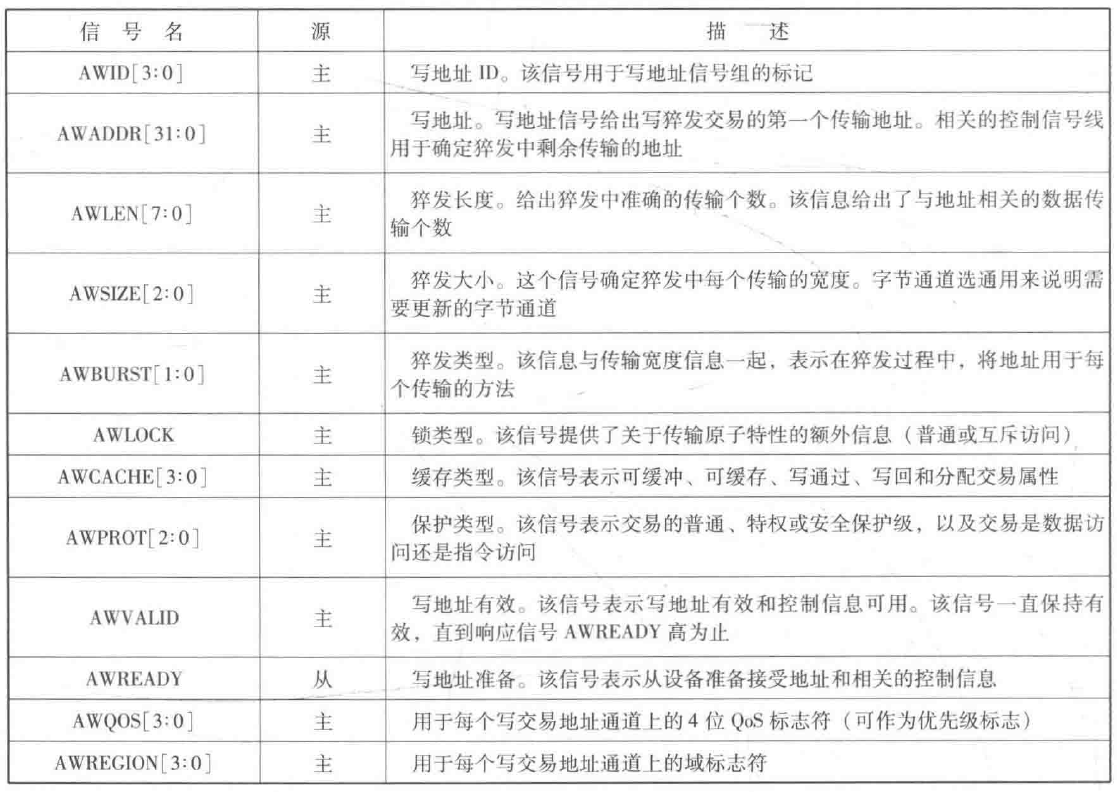 信 号 名 源 描 述
AWID[3:0] 主 写地址 ID。该信号用于写地址信号组的标记
AWADDR[31:0] 主 写地址。写地址信号给出写猝发交易的第一个传输地址。相关的控制信号线
用于确定猝发中剩余传输的地址
AWLEN[7:0] 主 猝发长度。给出猝发中准确的传输个数。该信息给出了与地址相关的数据传
输个数
AWSIZE[2:0] 主 猝发大小。这个信号确定猝发中每个传输的宽度。字节通道选通用来说明需
要更新的字节通道
AWBURST[1:0] 主 猝发类型。该信息与传输宽度信息一起，表示在猝发过程中，将地址用于每
个传输的方法
AWLOCK 主 锁类型。该信号提供了关于传输原子特性的额外信息（普通或互斥访问）
AWCACHE[3:0] 主 缓存类型。该信号表示可缓冲、可缓存、写通过、写回和分配交易属性
AWPROT[2:0] 主 保护类型。该信号表示交易的普通、特权或安全保护级，以及交易是数据访
问还是指令访问
AWVALID 主 写地址有效。该信号表示写地址有效和控制信息可用。该信号一直保持有
效，直到响应信号 AWREADY 高为止
AWREADY 从 写地址准备。该信号表示从设备准备接受地址和相关的控制信息
AWQOS[3:0] 主 用于每个写交易地址通道上的 4 位 QoS 标志符（可作为优先级标志）
AWREGION[3:0] 主 用于每个写交易地址通道上的域标志符